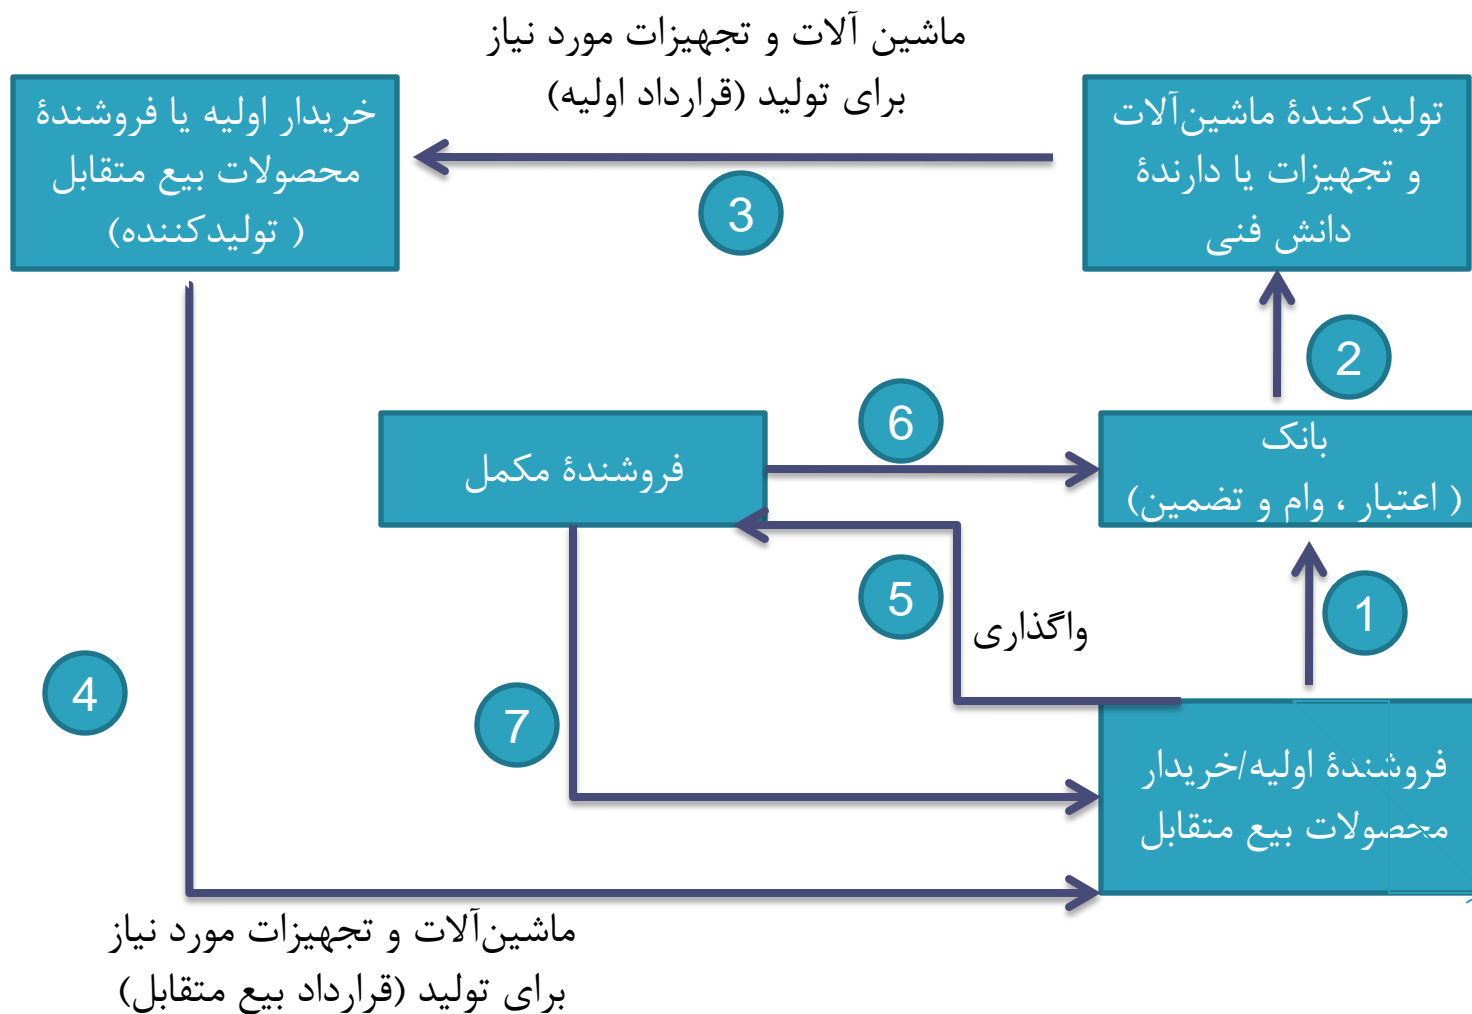 ماشین آلات و تجهیزات مورد نیاز
برای تولید (قرارداد اولیه)
تولیدکنندۀ ماشین‌آلات
و تجهیزات یا دارندۀ
دانش فنی
خریدار اولیه یا فروشندۀ
محصولات بیع متقابل
( تولیدکننده)
3
2
6
بانک
( اعتبار ، وام و تضمین)
فروشندۀ مکمل
5
1
واگذاری
4
7
فروشندۀ اولیه/خریدار
محصولات بیع متقابل
ماشین‌آلات و تجهیزات مورد نیاز
برای تولید (قرارداد بیع متقابل)